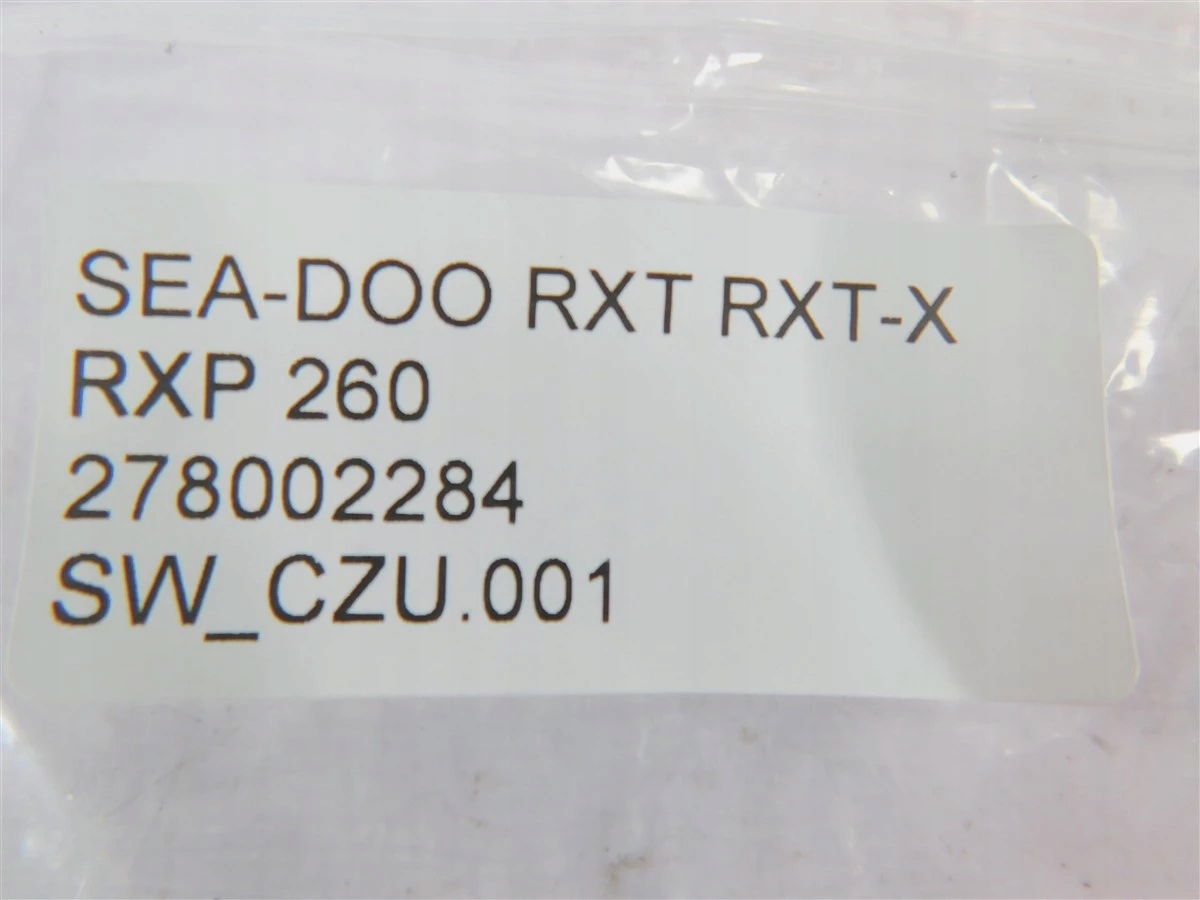 SEA-DOO RXT RXT-X
RXP 260
278002284
SW_CZU.001